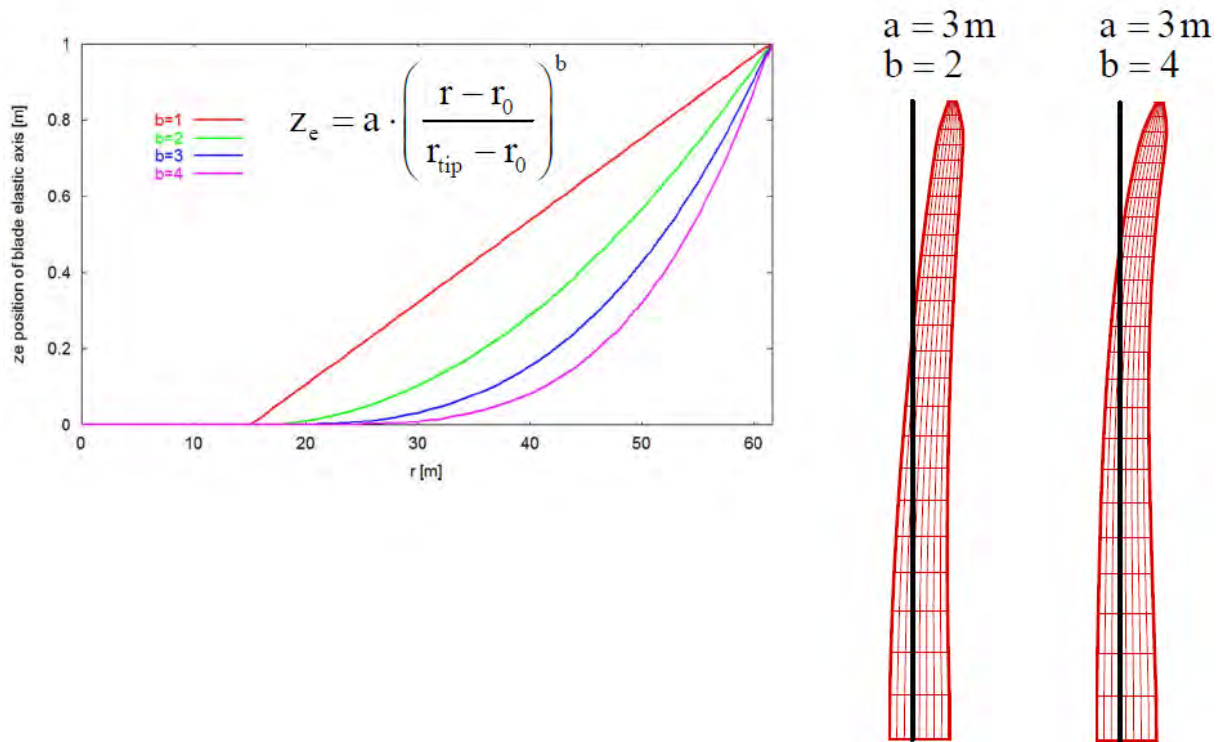 ze position of blade elastic axis [m]
1
0.8
0.6
0.4
0.2
0
0 10 20 30 40 50 60
r [m]
b=1
b=2
b=3
b=4
z_e = a · ( (r − r_0) / (r_tip − r_0) )^b
a = 3 m
b = 2
a = 3 m
b = 4